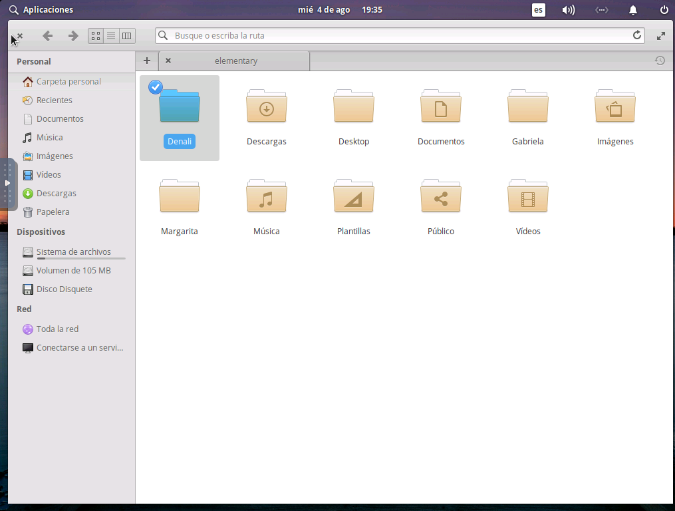 Aplicaciones
mié 4 de ago 19:35
es
Busque o escriba la ruta
elementary
Personal
Carpeta personal
Recientes
Documentos
Música
Imágenes
Vídeos
Descargas
Papelera
Dispositivos
Sistema de archivos
Volumen de 105 MB
Disco Disquete
Red
Toda la red
Conectarse a un servi...
Denali
Descargas
Desktop
Documentos
Gabriela
Imágenes
Margarita
Música
Plantillas
Público
Vídeos